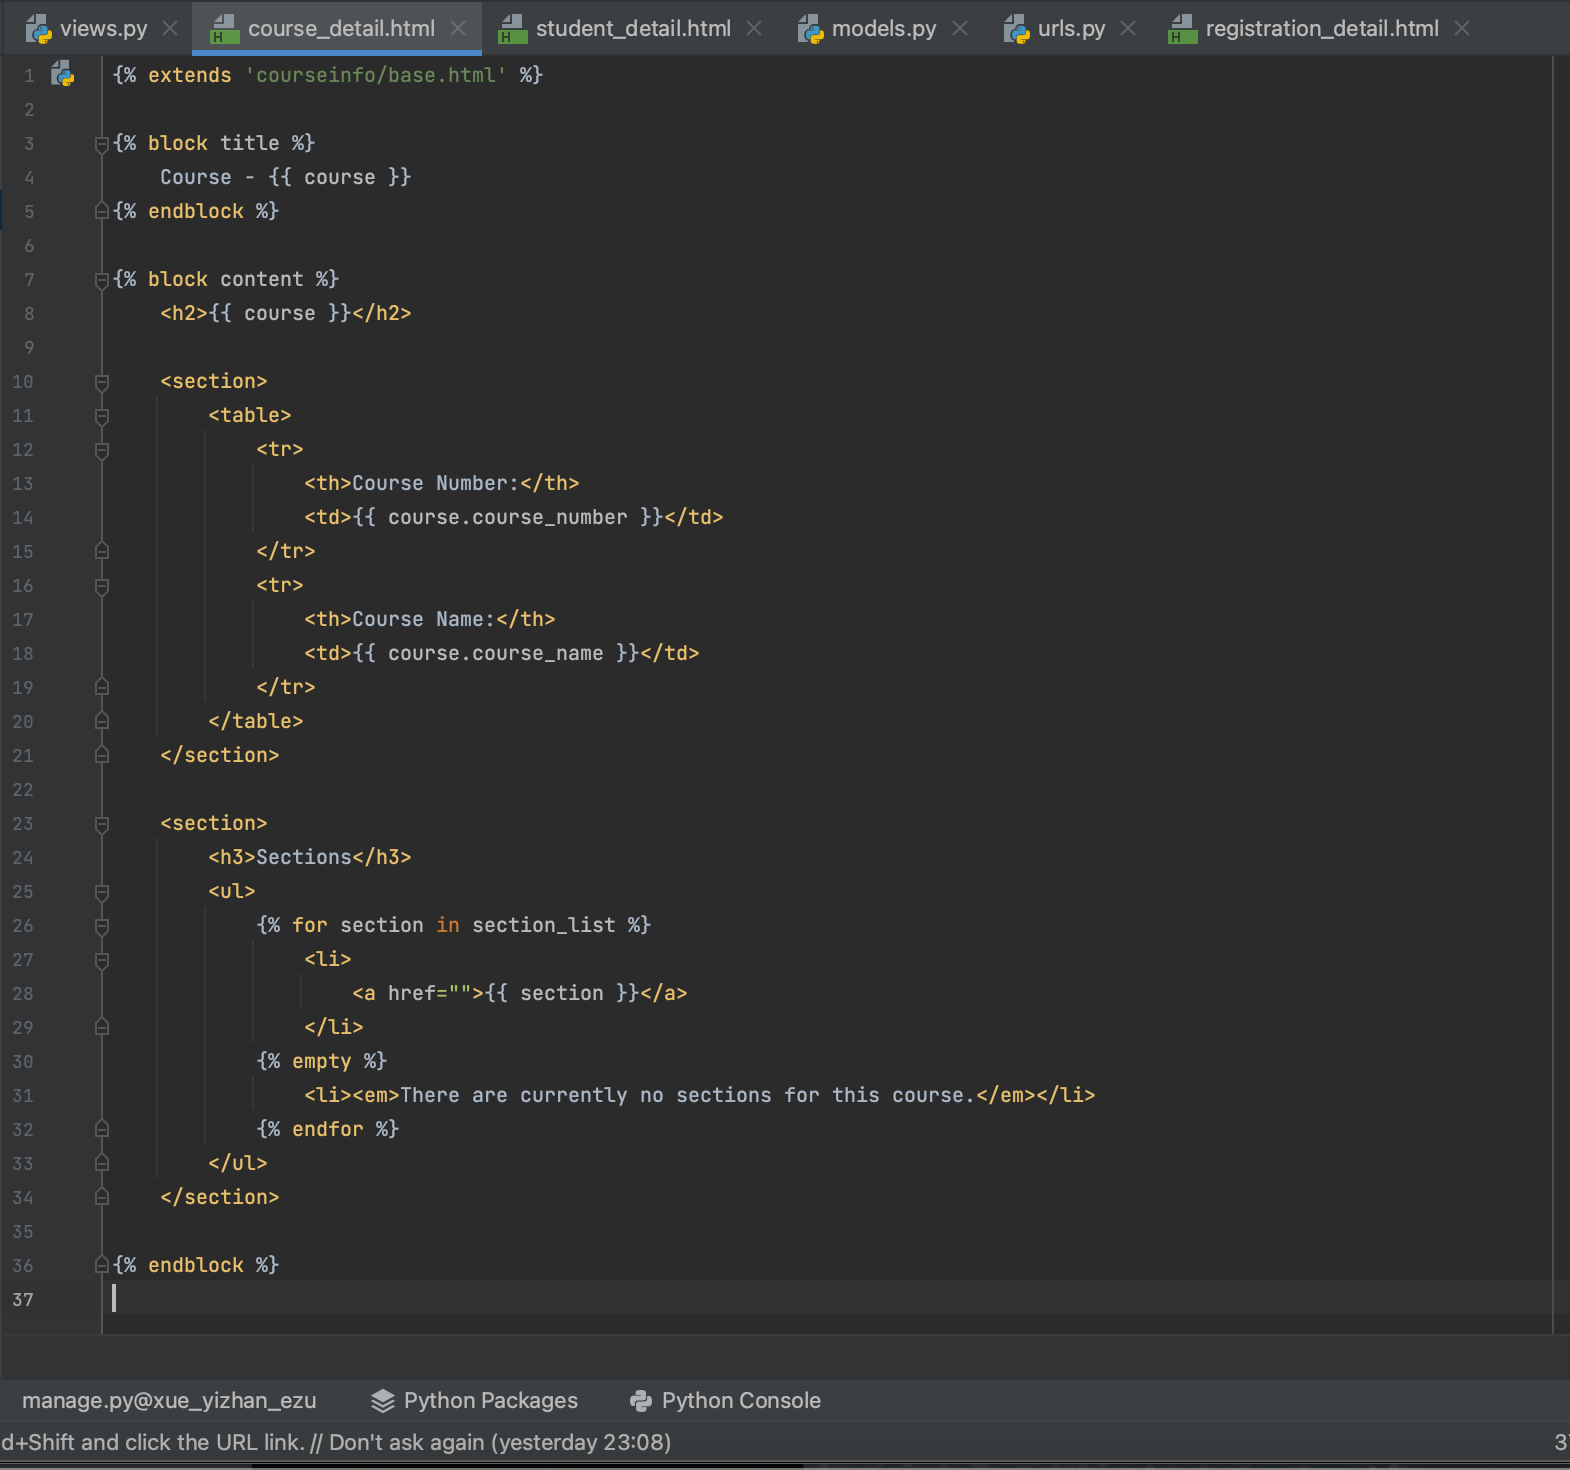 views.py course_detail.html student_detail.html models.py urls.py registration_detail.html
1 {% extends 'courseinfo/base.html' %}
2
3 {% block title %}
4     Course - {{ course }}
5 {% endblock %}
6
7 {% block content %}
8     <h2>{{ course }}</h2>
9
10     <section>
11         <table>
12             <tr>
13                 <th>Course Number:</th>
14                 <td>{{ course.course_number }}</td>
15             </tr>
16             <tr>
17                 <th>Course Name:</th>
18                 <td>{{ course.course_name }}</td>
19             </tr>
20         </table>
21     </section>
22
23     <section>
24         <h3>Sections</h3>
25         <ul>
26             {% for section in section_list %}
27                 <li>
28                     <a href="">{{ section }}</a>
29                 </li>
30             {% empty %}
31                 <li><em>There are currently no sections for this course.</em></li>
32             {% endfor %}
33         </ul>
34     </section>
35
36 {% endblock %}
37
manage.py@xue_yizhan_ezu Python Packages Python Console
d+Shift and click the URL link. // Don't ask again (yesterday 23:08)